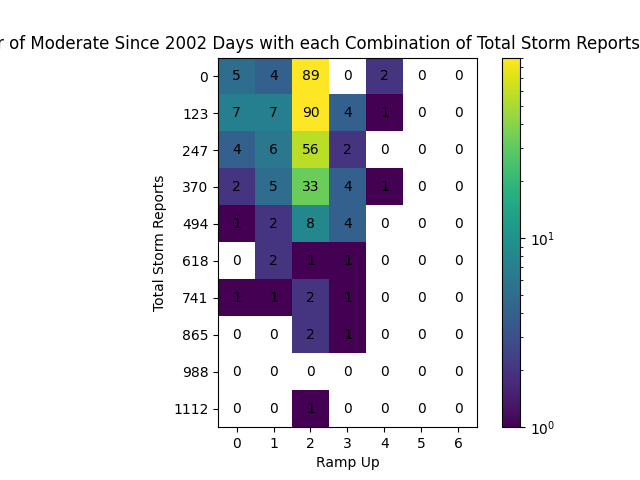 r of Moderate Since 2002 Days with each Combination of Total Storm Reports
0 5 4 89 0 2 0 0
123 7 7 90 4 1 0 0
247 4 6 56 2 0 0 0
370 2 5 33 4 1 0 0
494 1 2 8 4 0 0 0
618 0 2 1 1 0 0 0
741 1 1 2 1 0 0 0
865 0 0 2 1 0 0 0
988 0 0 0 0 0 0 0
1112 0 0 1 0 0 0 0
0 1 2 3 4 5 6
Ramp Up
Total Storm Reports
10¹
10⁰